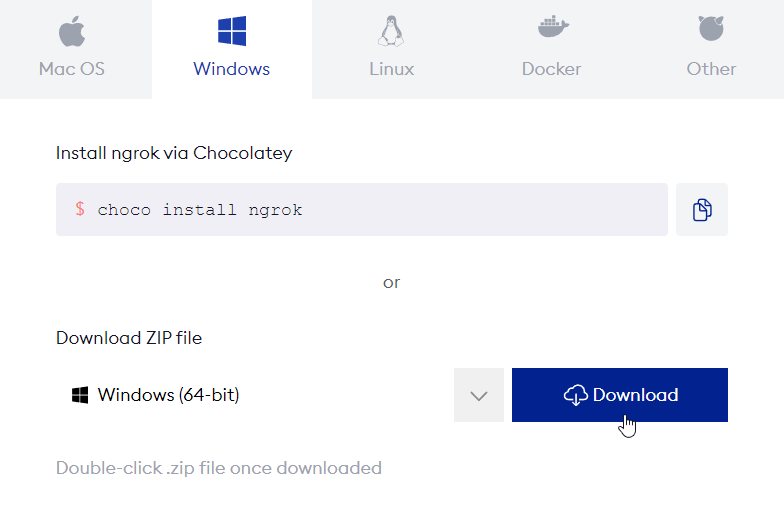 Mac OS
Windows
Linux
Docker
Other
Install ngrok via Chocolatey
$ choco install ngrok
or
Download ZIP file
Windows (64-bit)
Download
Double-click .zip file once downloaded